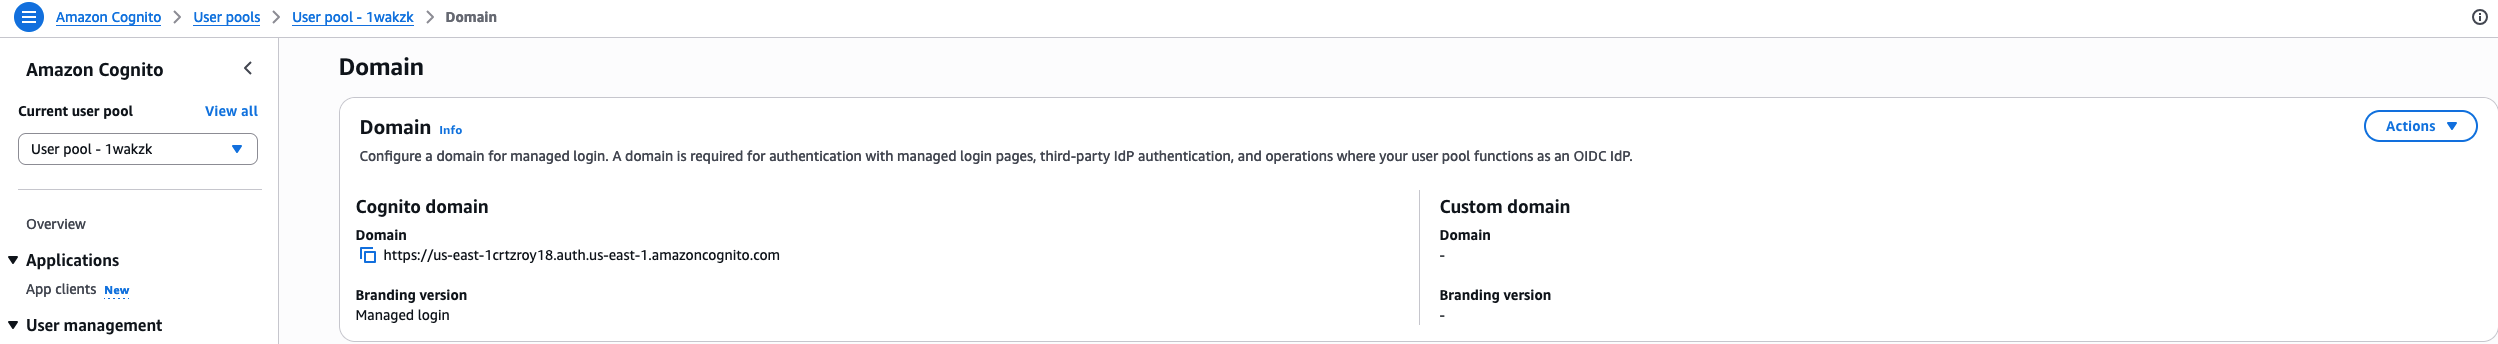 Amazon Cognito > User pools > User pool - 1wakzk > Domain
Amazon Cognito
Current user pool View all
User pool - 1wakzk
Overview
Applications
App clients New
User management
Domain
Domain Info
Actions
Configure a domain for managed login. A domain is required for authentication with managed login pages, third-party IdP authentication, and operations where your user pool functions as an OIDC IdP.
Cognito domain
Domain
https://us-east-1crtzroy18.auth.us-east-1.amazoncognito.com
Branding version
Managed login
Custom domain
Domain
-
Branding version
-